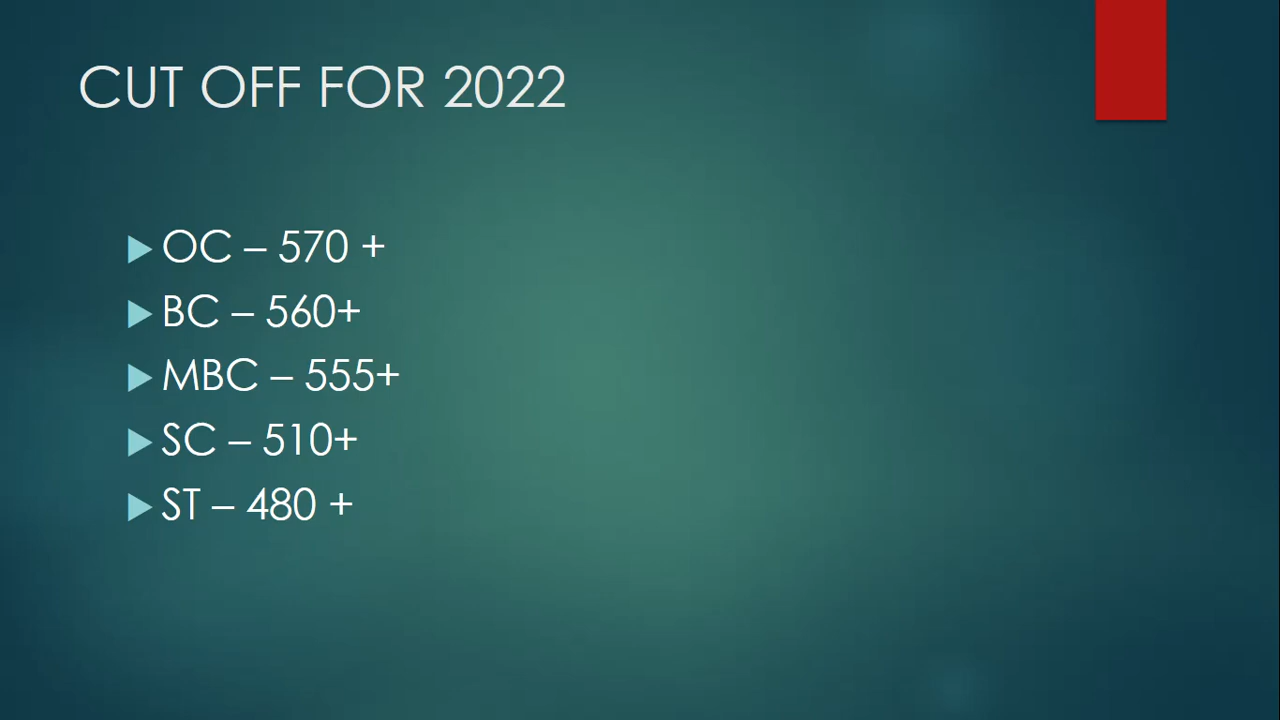 CUT OFF FOR 2022
OC – 570 +
BC – 560+
MBC – 555+
SC – 510+
ST – 480 +